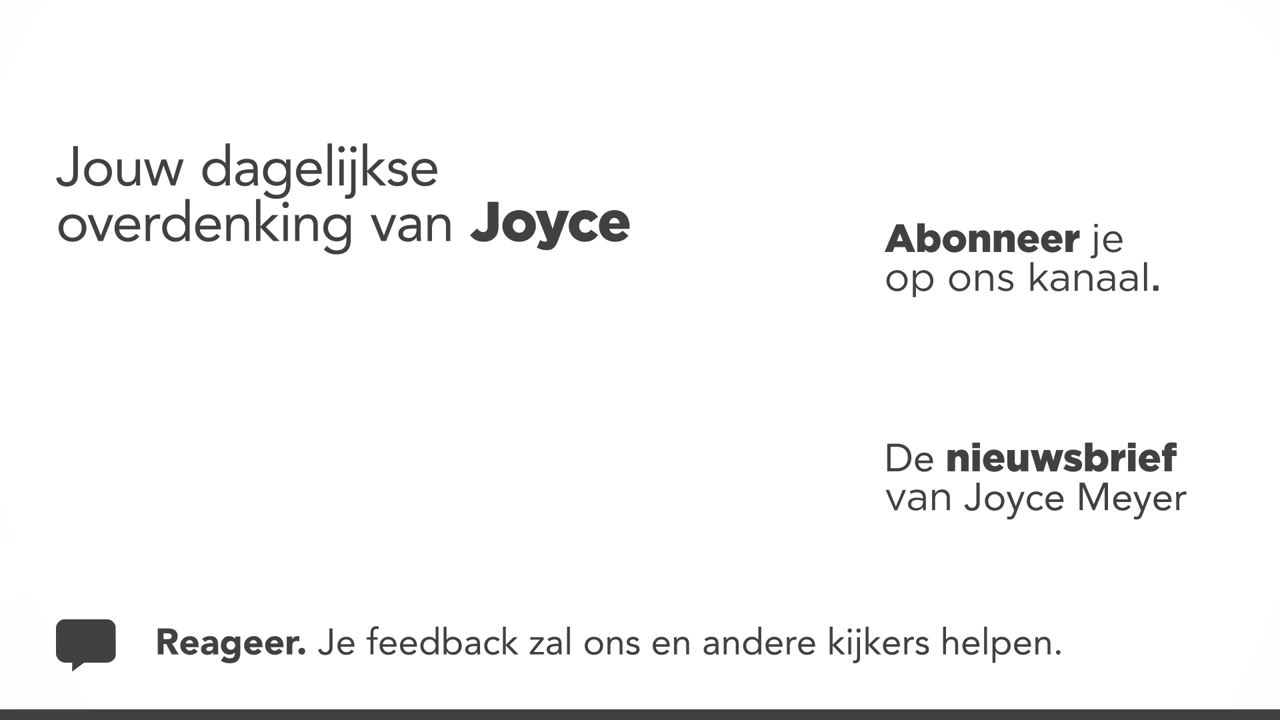 Jouw dagelijkse
overdenking van Joyce
Abonneer je
op ons kanaal.
De nieuwsbrief
van Joyce Meyer
Reageer. Je feedback zal ons en andere kijkers helpen.